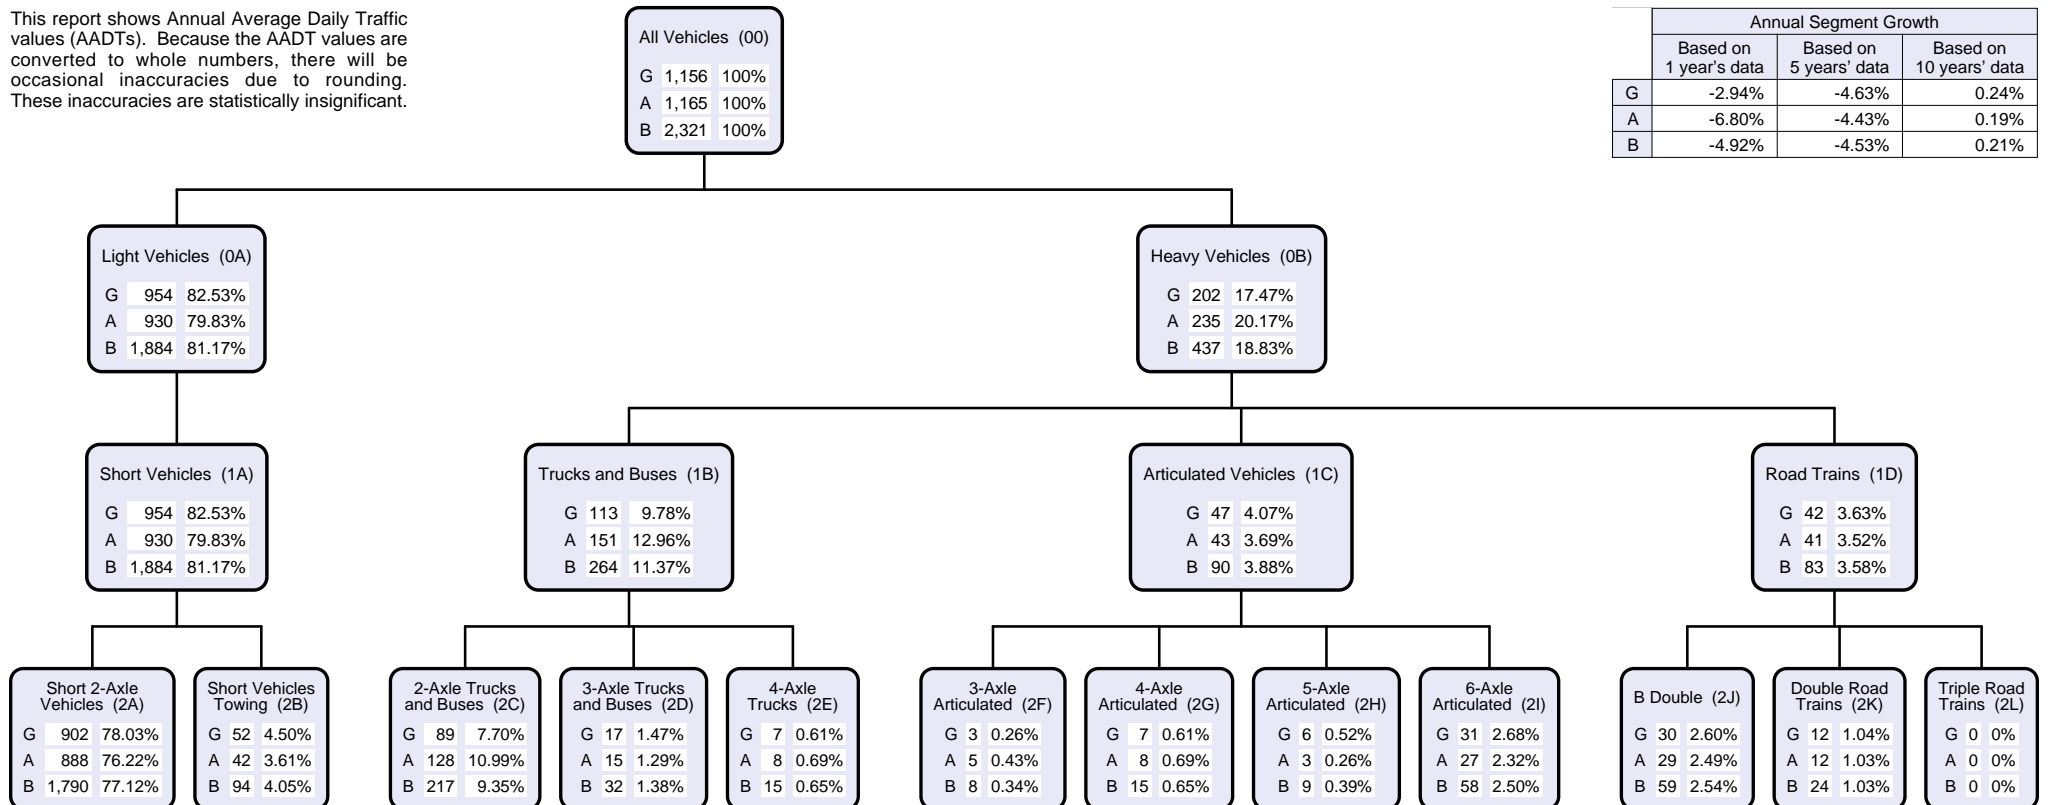 This report shows Annual Average Daily Traffic
values (AADTs). Because the AADT values are
converted to whole numbers, there will be
occasional inaccuracies due to rounding.
These inaccuracies are statistically insignificant.
All Vehicles (00)
G 1,156 100%
A 1,165 100%
B 2,321 100%
Annual Segment Growth
Based on 1 year's data Based on 5 years' data Based on 10 years' data
G -2.94% -4.63% 0.24%
A -6.80% -4.43% 0.19%
B -4.92% -4.53% 0.21%
Light Vehicles (0A)
G 954 82.53%
A 930 79.83%
B 1,884 81.17%
Heavy Vehicles (0B)
G 202 17.47%
A 235 20.17%
B 437 18.83%
Short Vehicles (1A)
G 954 82.53%
A 930 79.83%
B 1,884 81.17%
Trucks and Buses (1B)
G 113 9.78%
A 151 12.96%
B 264 11.37%
Articulated Vehicles (1C)
G 47 4.07%
A 43 3.69%
B 90 3.88%
Road Trains (1D)
G 42 3.63%
A 41 3.52%
B 83 3.58%
Short 2-Axle
Vehicles (2A)
G 902 78.03%
A 888 76.22%
B 1,790 77.12%
Short Vehicles
Towing (2B)
G 52 4.50%
A 42 3.61%
B 94 4.05%
2-Axle Trucks
and Buses (2C)
G 89 7.70%
A 128 10.99%
B 217 9.35%
3-Axle Trucks
and Buses (2D)
G 17 1.47%
A 15 1.29%
B 32 1.38%
4-Axle
Trucks (2E)
G 7 0.61%
A 8 0.69%
B 15 0.65%
3-Axle
Articulated (2F)
G 3 0.26%
A 5 0.43%
B 8 0.34%
4-Axle
Articulated (2G)
G 7 0.61%
A 8 0.69%
B 15 0.65%
5-Axle
Articulated (2H)
G 6 0.52%
A 3 0.26%
B 9 0.39%
6-Axle
Articulated (2I)
G 31 2.68%
A 27 2.32%
B 58 2.50%
B Double (2J)
G 30 2.60%
A 29 2.49%
B 59 2.54%
Double Road
Trains (2K)
G 12 1.04%
A 12 1.03%
B 24 1.03%
Triple Road
Trains (2L)
G 0 0%
A 0 0%
B 0 0%